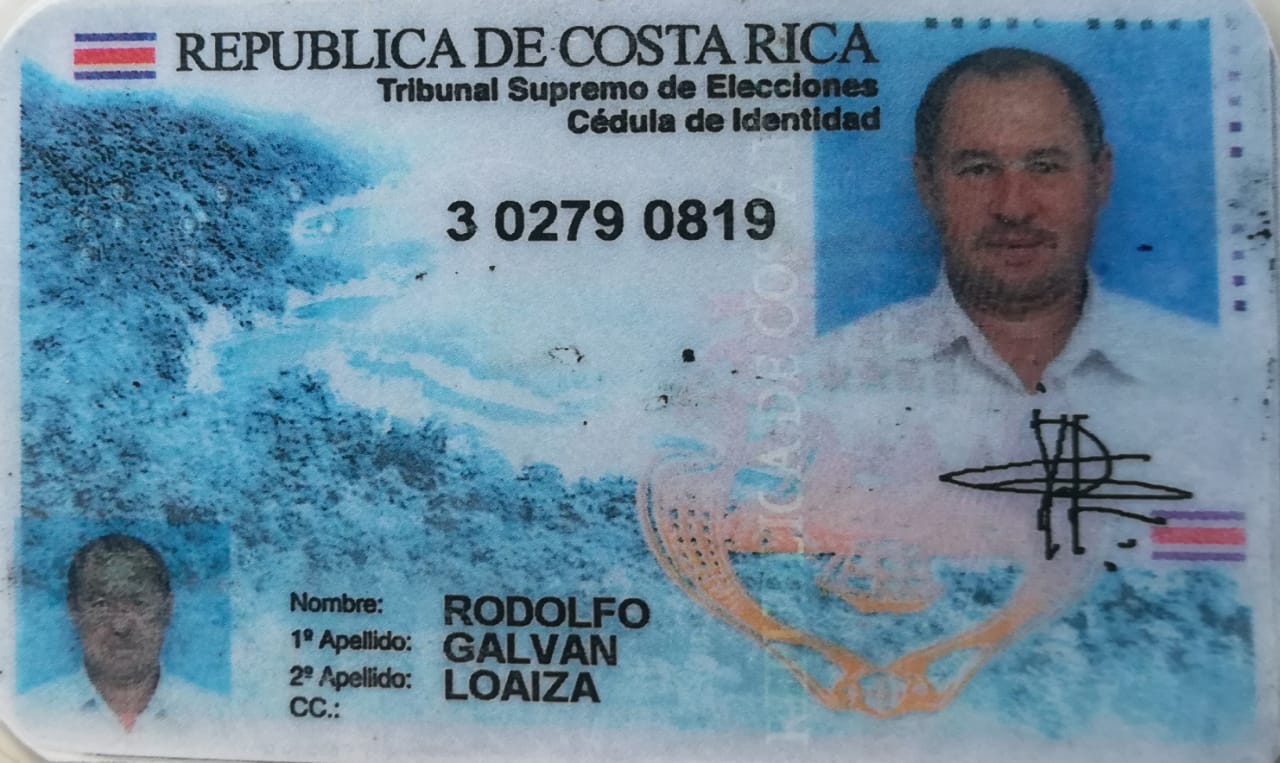 REPUBLICA DE COSTA RICA
Tribunal Supremo de Elecciones
Cédula de Identidad
3 0279 0819
Nombre: RODOLFO
1º Apellido: GALVAN
2º Apellido: LOAIZA
CC.: